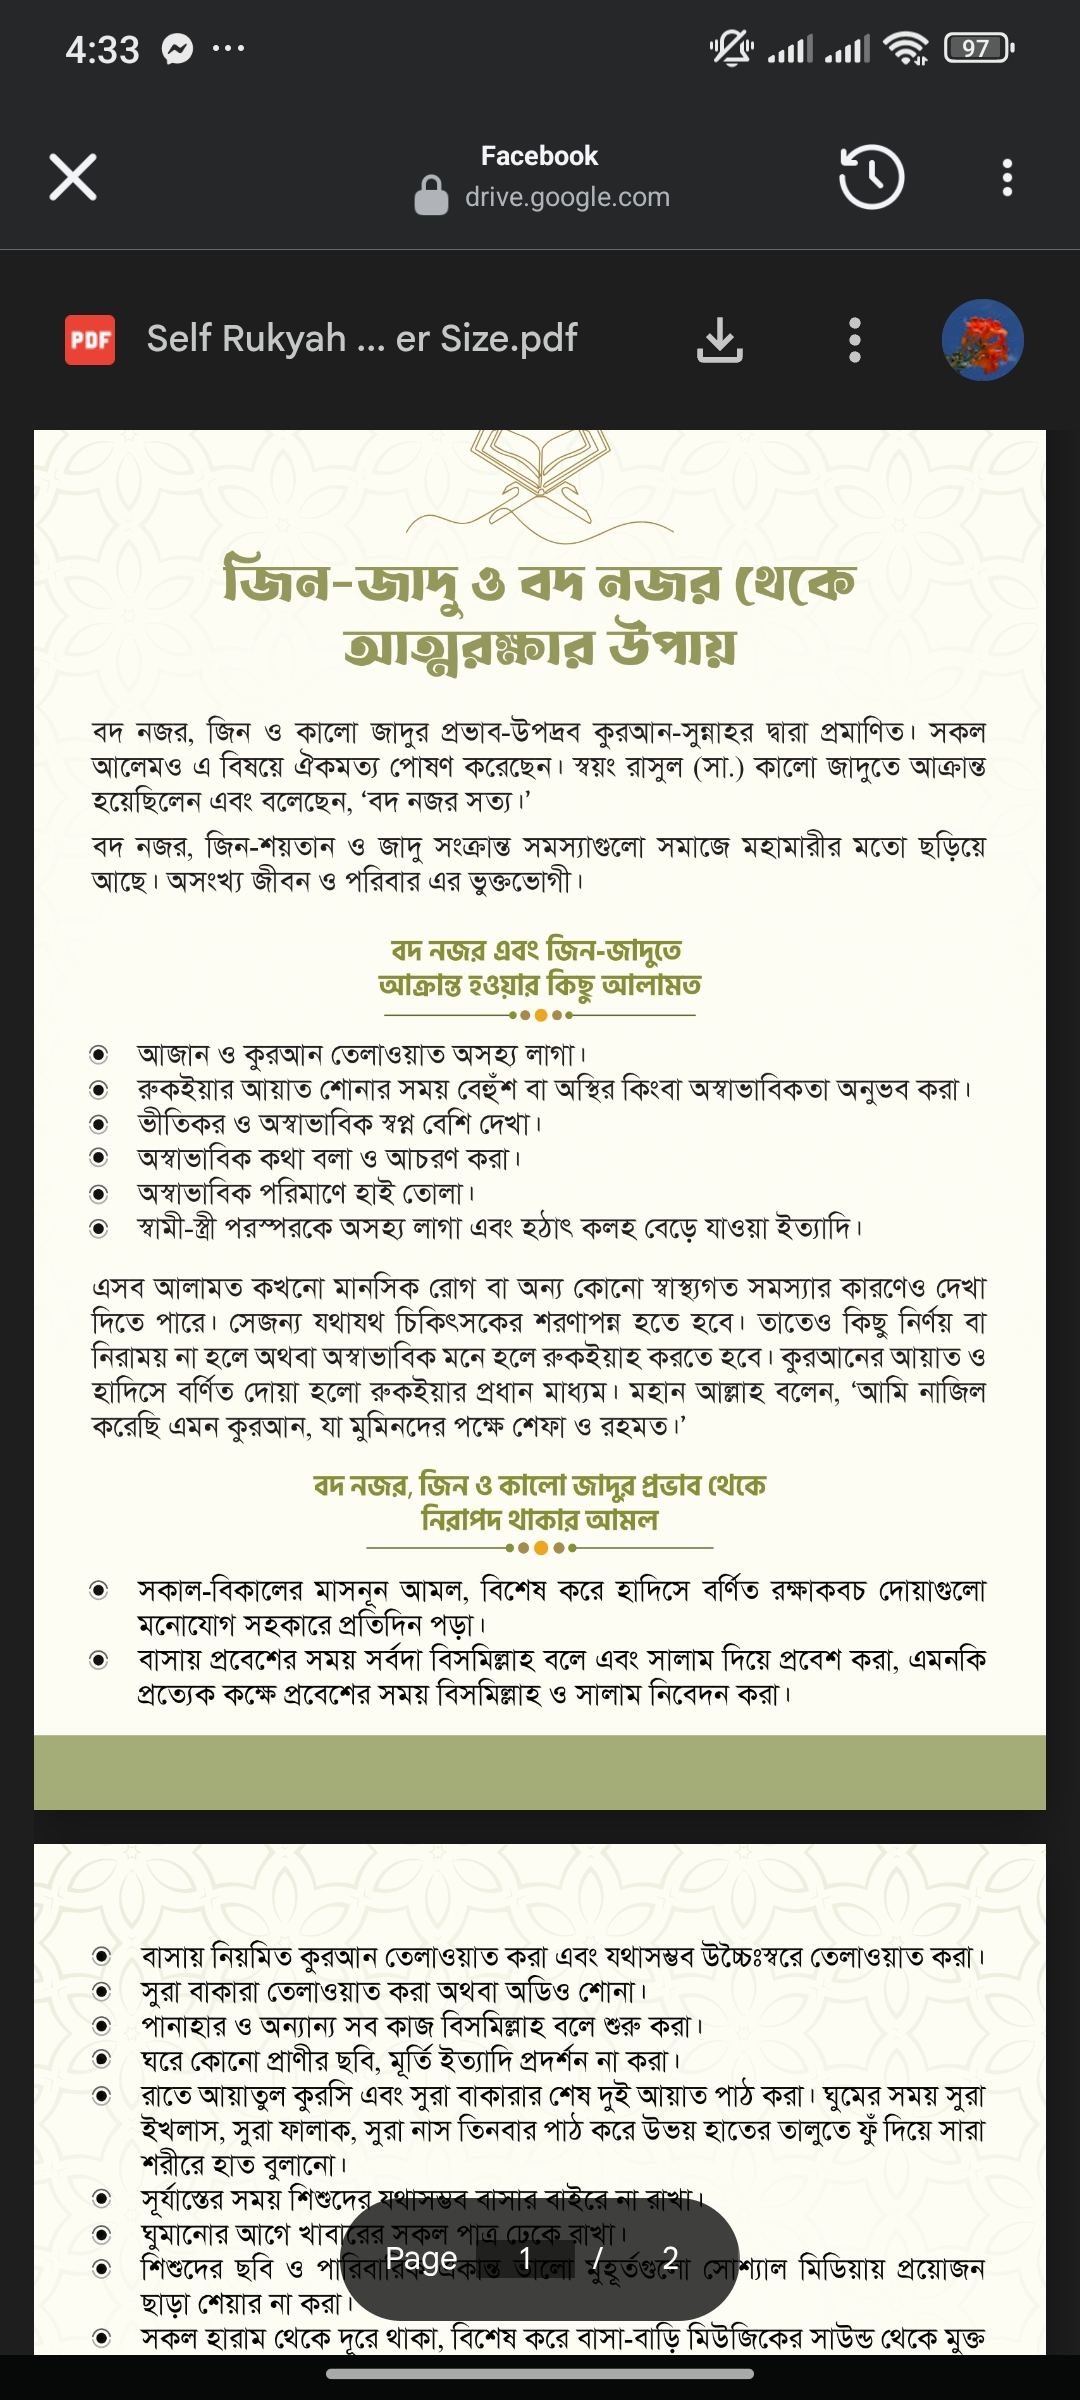 4:33
97
Facebook
drive.google.com
PDF Self Rukyah ... er Size.pdf
জিন-জাদু ও বদ নজর থেকে
আত্মরক্ষার উপায়
বদ নজর, জিন ও কালো জাদুর প্রভাব-উপদ্রব কুরআন-সুন্নাহর দ্বারা প্রমাণিত। সকল
আলেমও এ বিষয়ে ঐকমত্য পোষণ করেছেন। স্বয়ং রাসুল (সা.) কালো জাদুতে আক্রান্ত
হয়েছিলেন এবং বলেছেন, ‘বদ নজর সত্য।’
বদ নজর, জিন-শয়তান ও জাদু সংক্রান্ত সমস্যাগুলো সমাজে মহামারীর মতো ছড়িয়ে
আছে। অসংখ্য জীবন ও পরিবার এর ভুক্তভোগী।
বদ নজর এবং জিন-জাদুতে
আক্রান্ত হওয়ার কিছু আলামত
আজান ও কুরআন তেলাওয়াত অসহ্য লাগা।
রুকইয়ার আয়াত শোনার সময় বেহুঁশ বা অস্থির কিংবা অস্বাভাবিকতা অনুভব করা।
ভীতিকর ও অস্বাভাবিক স্বপ্ন বেশি দেখা।
অস্বাভাবিক কথা বলা ও আচরণ করা।
অস্বাভাবিক পরিমাণে হাই তোলা।
স্বামী-স্ত্রী পরস্পরকে অসহ্য লাগা এবং হঠাৎ কলহ বেড়ে যাওয়া ইত্যাদি।
এসব আলামত কখনো মানসিক রোগ বা অন্য কোনো স্বাস্থ্যগত সমস্যার কারণেও দেখা
দিতে পারে। সেজন্য যথাযথ চিকিৎসকের শরণাপন্ন হতে হবে। তাতেও কিছু নির্ণয় বা
নিরাময় না হলে অথবা অস্বাভাবিক মনে হলে রুকইয়াহ করতে হবে। কুরআনের আয়াত ও
হাদিসে বর্ণিত দোয়া হলো রুকইয়ার প্রধান মাধ্যম। মহান আল্লাহ বলেন, ‘আমি নাজিল
করেছি এমন কুরআন, যা মুমিনদের পক্ষে শেফা ও রহমত।’
বদ নজর, জিন ও কালো জাদুর প্রভাব থেকে
নিরাপদ থাকার আমল
সকাল-বিকালের মাসনূন আমল, বিশেষ করে হাদিসে বর্ণিত রক্ষাকবচ দোয়াগুলো
মনোযোগ সহকারে প্রতিদিন পড়া।
বাসায় প্রবেশের সময় সর্বদা বিসমিল্লাহ বলে এবং সালাম দিয়ে প্রবেশ করা, এমনকি
প্রত্যেক কক্ষে প্রবেশের সময় বিসমিল্লাহ ও সালাম নিবেদন করা।
বাসায় নিয়মিত কুরআন তেলাওয়াত করা এবং যথাসম্ভব উচ্চৈঃস্বরে তেলাওয়াত করা।
সুরা বাকারা তেলাওয়াত করা অথবা অডিও শোনা।
পানাহার ও অন্যান্য সব কাজ বিসমিল্লাহ বলে শুরু করা।
ঘরে কোনো প্রাণীর ছবি, মূর্তি ইত্যাদি প্রদর্শন না করা।
রাতে আয়াতুল কুরসি এবং সুরা বাকারার শেষ দুই আয়াত পাঠ করা। ঘুমের সময় সুরা
ইখলাস, সুরা ফালাক, সুরা নাস তিনবার পাঠ করে উভয় হাতের তালুতে ফুঁ দিয়ে সারা
শরীরে হাত বুলানো।
সূর্যাস্তের সময় শিশুদের যথাসম্ভব বাসার বাইরে না রাখা।
ঘুমানোর আগে খাবারের সকল পাত্র ঢেকে রাখা।
শিশুদের ছবি ও পারিবারিক একান্ত ভালো মুহূর্তগুলো সোশ্যাল মিডিয়ায় প্রয়োজন
Page 1 / 2
ছাড়া শেয়ার না করা।
সকল হারাম থেকে দূরে থাকা, বিশেষ করে বাসা-বাড়ি মিউজিকের সাউন্ড থেকে মুক্ত